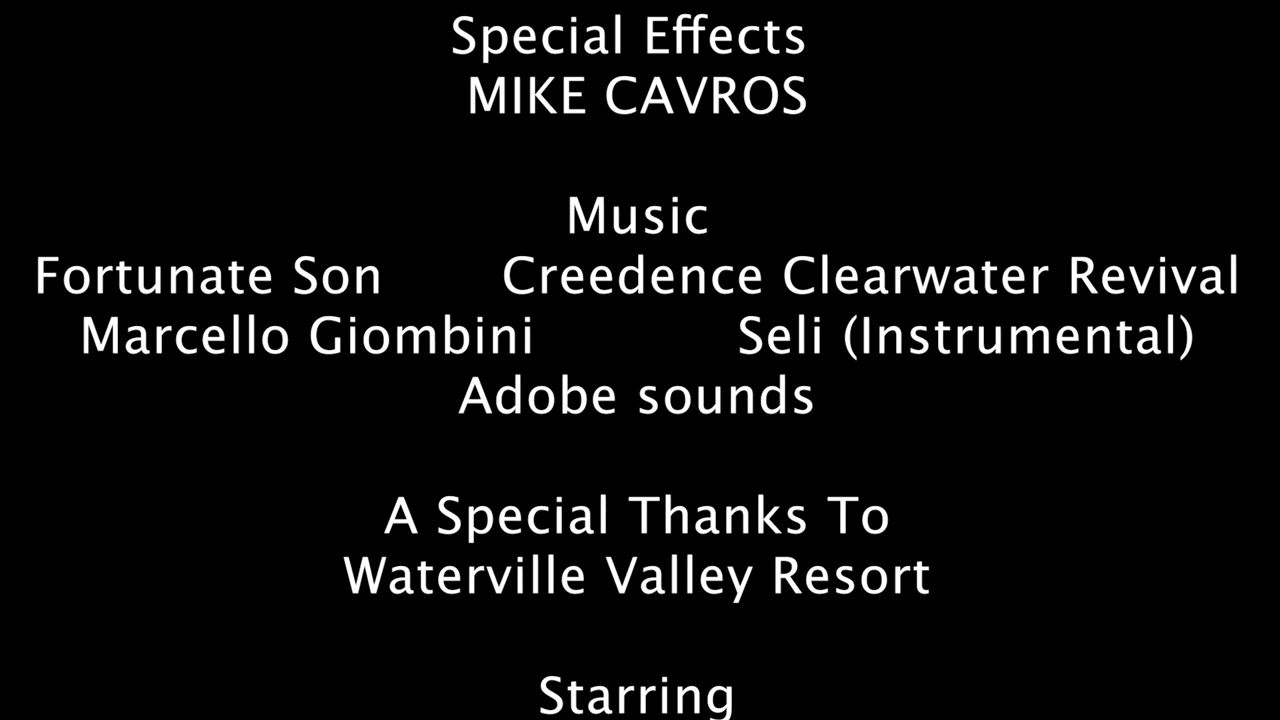 Special Effects
MIKE CAVROS
Music
Fortunate Son Creedence Clearwater Revival
Marcello Giombini Seli (Instrumental)
Adobe sounds
A Special Thanks To
Waterville Valley Resort
Starring